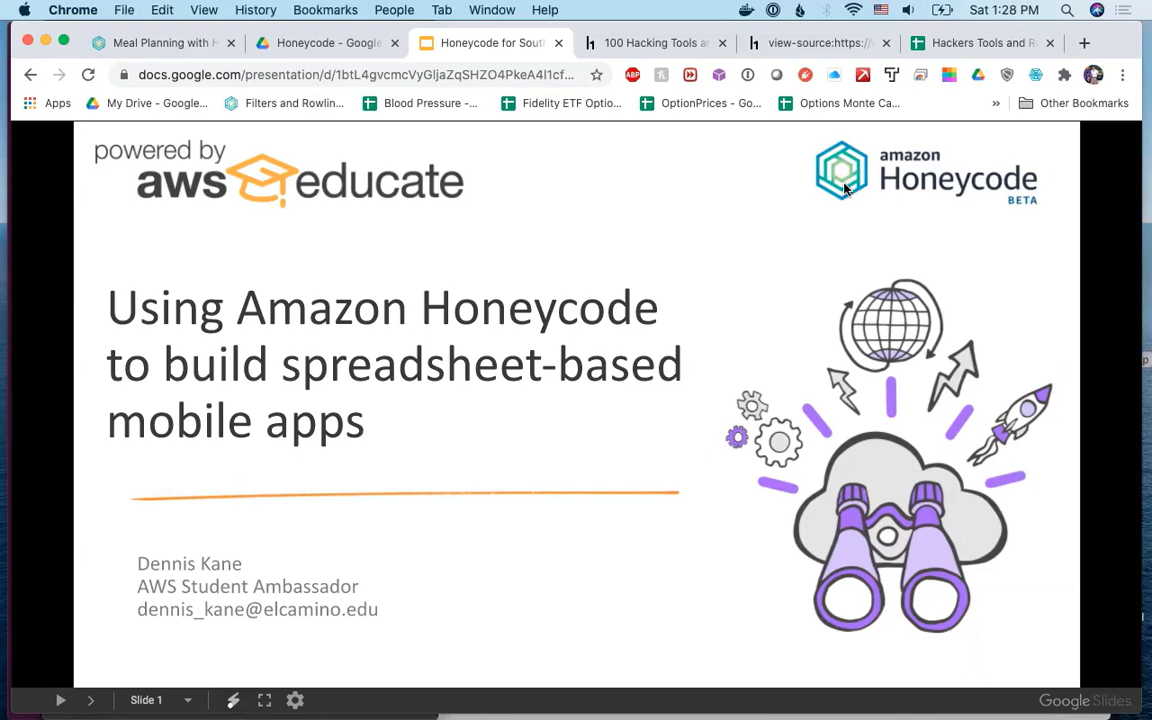 Chrome File Edit View History Bookmarks People Tab Window Help Sat 1:28 PM
Meal Planning with H Honeycode - Google Honeycode for Sout 100 Hacking Tools a view-source:https:// Hackers Tools and R
docs.google.com/presentation/d/1btL4gvcmcVyGljaZqSHZO4PkeA4l1cf...
Apps My Drive - Google... Filters and Rowlin... Blood Pressure -... Fidelity ETF Optio... OptionPrices - Go... Options Monte Ca... » Other Bookmarks
powered by
aws educate
amazon
Honeycode
BETA
Using Amazon Honeycode
to build spreadsheet-based
mobile apps
Dennis Kane
AWS Student Ambassador
dennis_kane@elcamino.edu
Slide 1
Google Slides